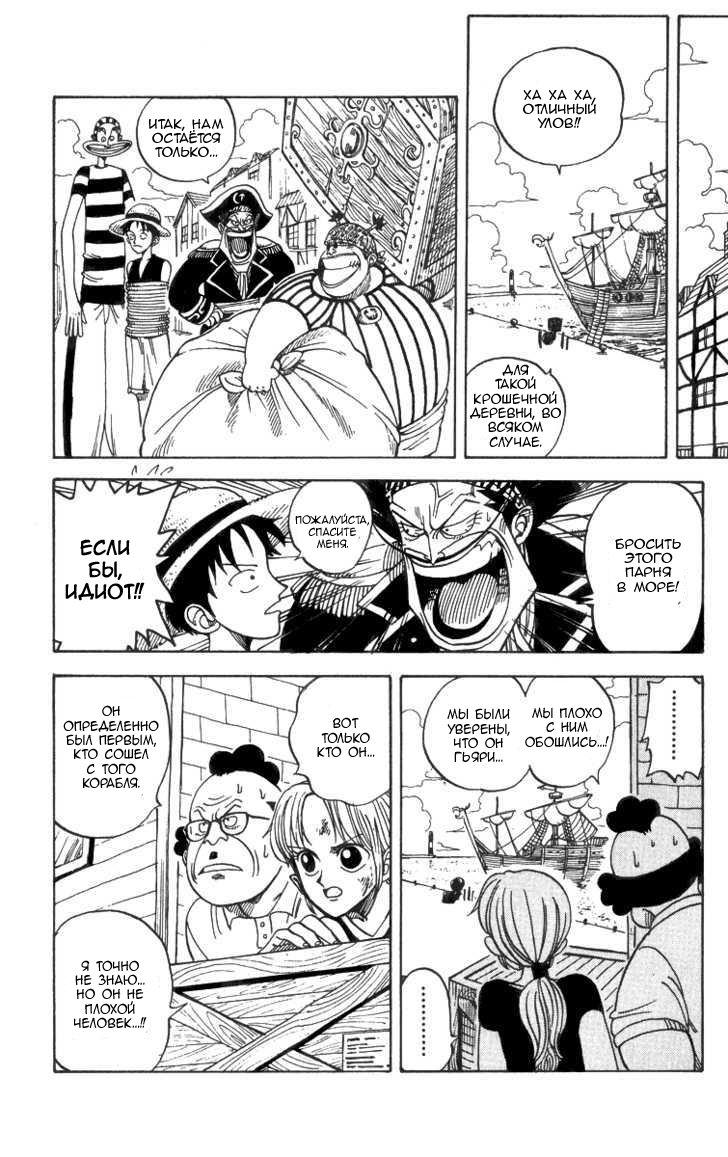 ХА ХА ХА,
ОТЛИЧНЫЙ
УЛОВ!!
ДЛЯ
ТАКОЙ
КРОШЕЧНОЙ
ДЕРЕВНИ, ВО
ВСЯКОМ
СЛУЧАЕ.
ИТАК, НАМ
ОСТАЁТСЯ
ТОЛЬКО...
БРОСИТЬ
ЭТОГО
ПАРНЯ
В МОРЕ!
ПОЖАЛУЙСТА,
СПАСИТЕ
МЕНЯ.
ЕСЛИ
БЫ,
ИДИОТ!!
.........
МЫ ПЛОХО
С НИМ
ОБОШЛИСЬ...!
МЫ БЫЛИ
УВЕРЕНЫ,
ЧТО ОН
ГЬЯРИ...
.........
ВОТ
ТОЛЬКО
КТО ОН...
ОН
ОПРЕДЕЛЕННО
БЫЛ ПЕРВЫМ,
КТО СОШЕЛ
С ТОГО
КОРАБЛЯ.
Я ТОЧНО
НЕ ЗНАЮ...
НО ОН НЕ
ПЛОХОЙ
ЧЕЛОВЕК...!!